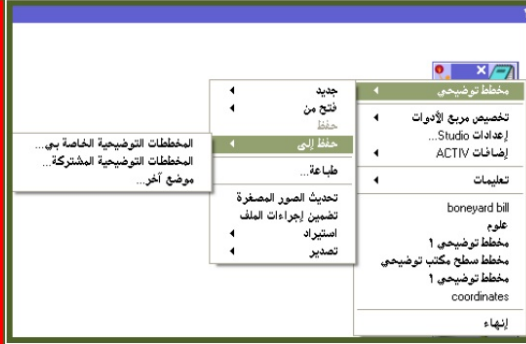 مخطط توضيحي
تخصيص مربع الأدوات
إعدادات Studio...
إضافات ACTIV
تعليمات
boneyard bill
علوم
مخطط توضيحي 1
مخطط سطح مكتب توضيحي
مخطط توضيحي 1
coordinates
إنهاء
جديد
فتح من
حفظ
حفظ إلى
طباعة...
تحديث الصور المصغرة
تضمين إجراءات الملف
استيراد
تصدير
المخططات التوضيحية الخاصة بي...
المخططات التوضيحية المشتركة...
موضع آخر...